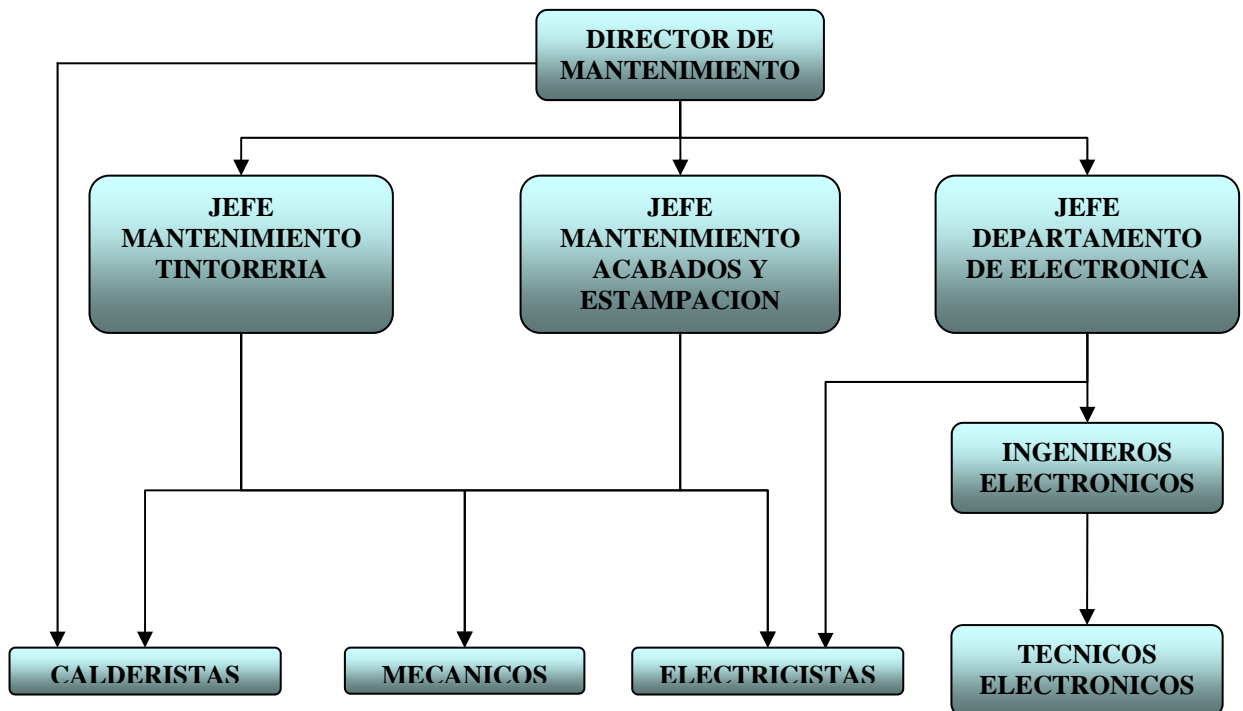 DIRECTOR DE
MANTENIMIENTO
JEFE
MANTENIMIENTO
TINTORERIA
JEFE
MANTENIMIENTO
ACABADOS Y
ESTAMPACION
JEFE
DEPARTAMENTO
DE ELECTRONICA
INGENIEROS
ELECTRONICOS
CALDERISTAS
MECANICOS
ELECTRICISTAS
TECNICOS
ELECTRONICOS